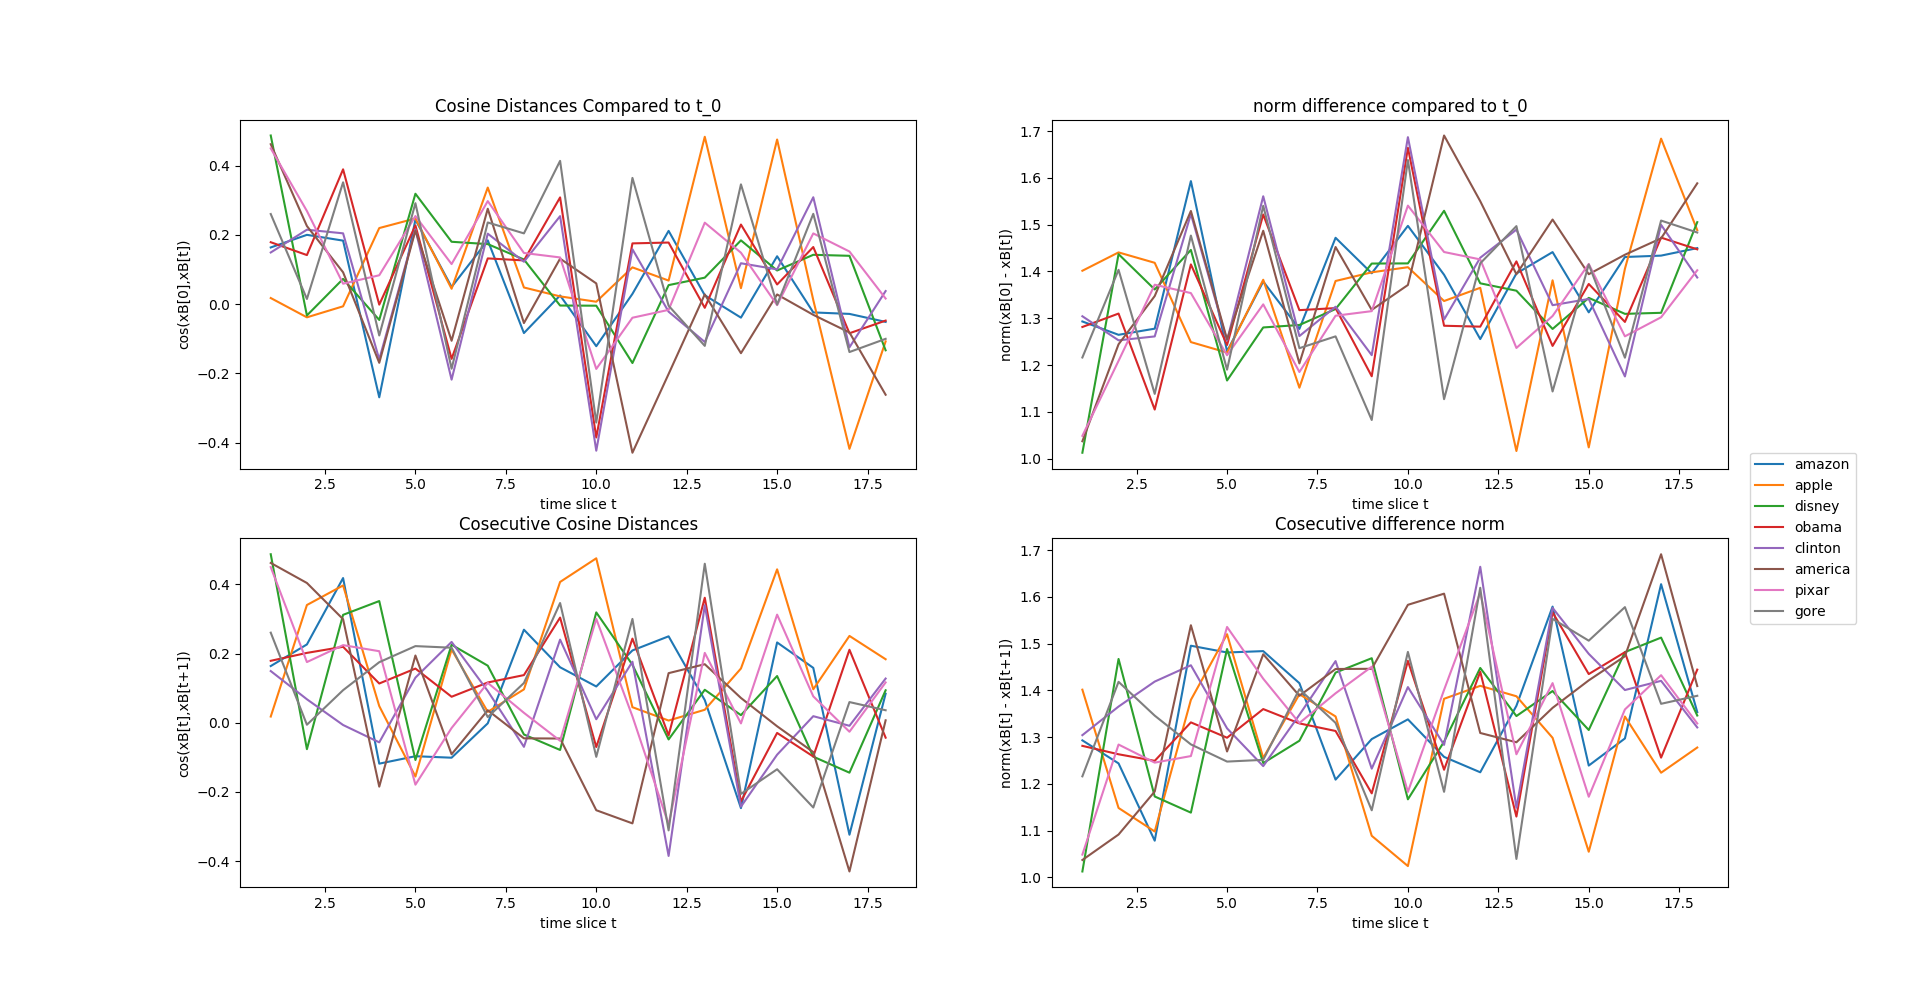 Cosine Distances Compared to t_0
cos(xB[0],xB[t])
0.4
0.2
0.0
−0.2
−0.4
2.5 5.0 7.5 10.0 12.5 15.0 17.5
time slice t
norm difference compared to t_0
norm(xB[0] - xB[t])
1.7
1.6
1.5
1.4
1.3
1.2
1.1
1.0
2.5 5.0 7.5 10.0 12.5 15.0 17.5
time slice t
Cosecutive Cosine Distances
cos(xB[t],xB[t+1])
0.4
0.2
0.0
−0.2
−0.4
2.5 5.0 7.5 10.0 12.5 15.0 17.5
time slice t
Cosecutive difference norm
norm(xB[t] - xB[t+1])
1.7
1.6
1.5
1.4
1.3
1.2
1.1
1.0
2.5 5.0 7.5 10.0 12.5 15.0 17.5
time slice t
amazon
apple
disney
obama
clinton
america
pixar
gore